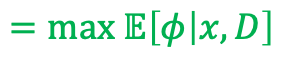 = max 𝔼[ϕ|x, D]